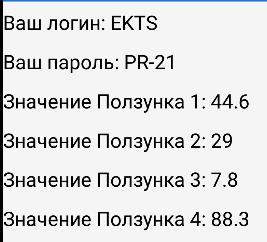 Ваш логин: EKTS
Ваш пароль: PR-21
Значение Ползунка 1: 44.6
Значение Ползунка 2: 29
Значение Ползунка 3: 7.8
Значение Ползунка 4: 88.3